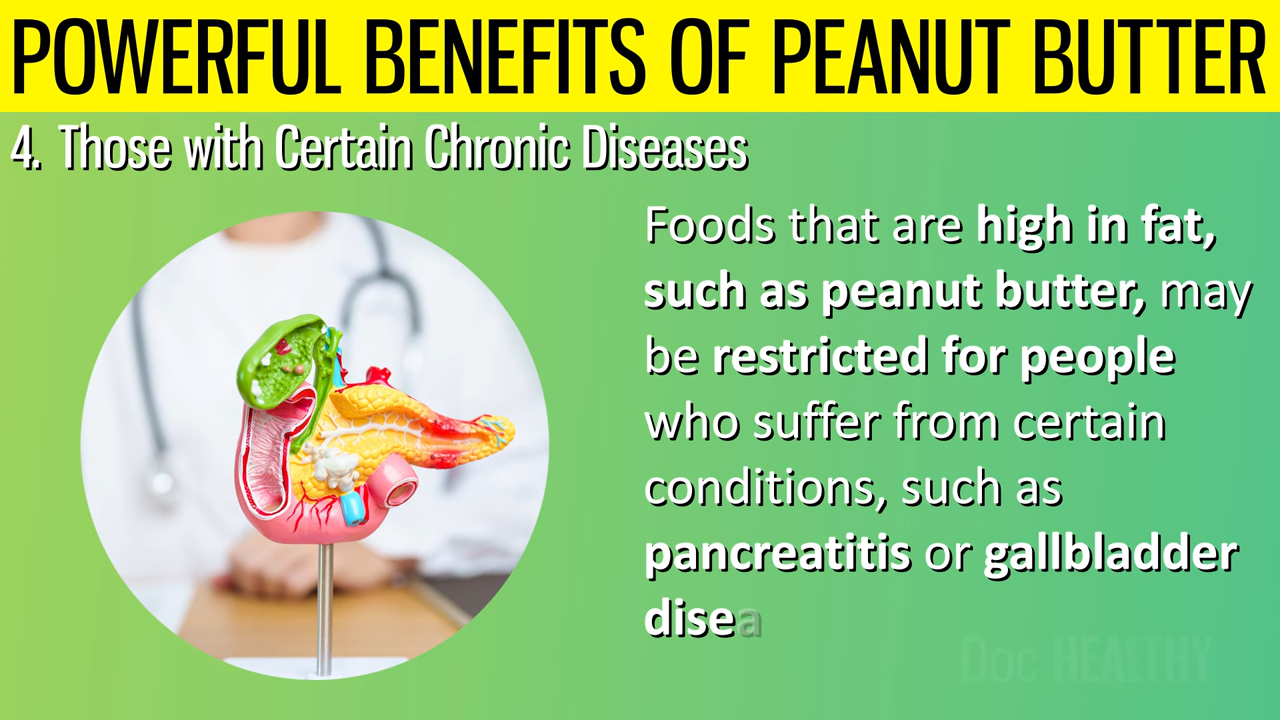 POWERFUL BENEFITS OF PEANUT BUTTER
4. Those with Certain Chronic Diseases
Foods that are high in fat,
such as peanut butter, may
be restricted for people
who suffer from certain
conditions, such as
pancreatitis or gallbladder
disea
Doc HEALTHY